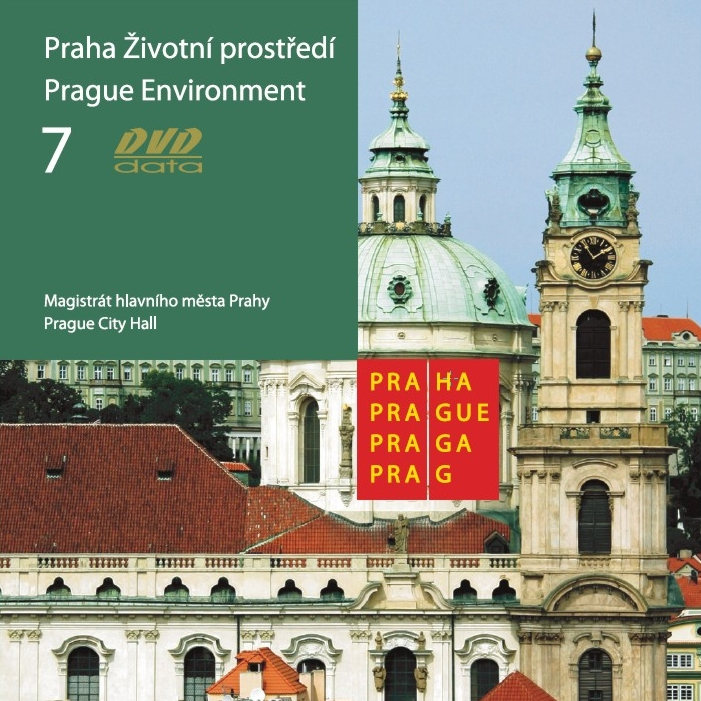 Praha Životní prostředí
Prague Environment
7 DVD data
Magistrát hlavního města Prahy
Prague City Hall
PRA HA
PRA GUE
PRA GA
PRA G